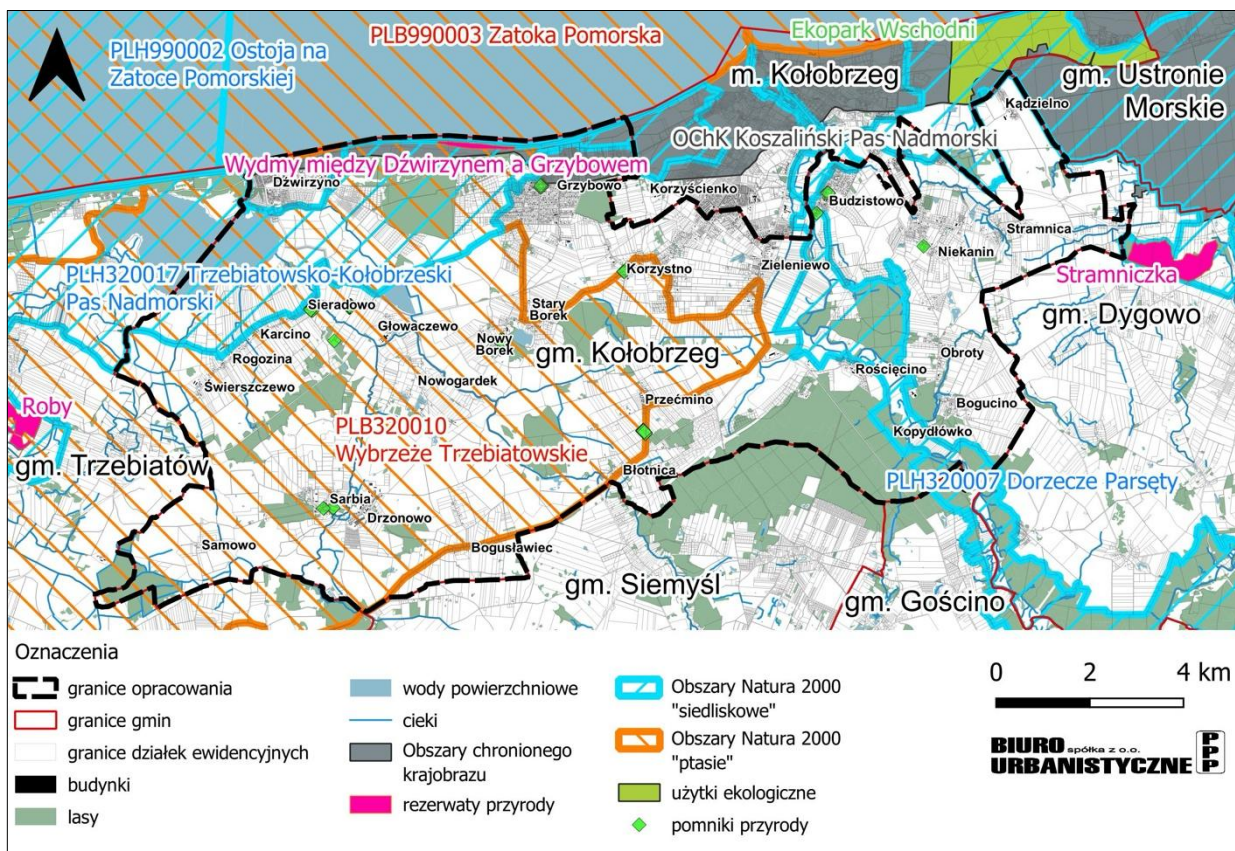 PLH990002 Ostoja na
Zatoce Pomorskiej
PLB990003 Zatoka Pomorska
Ekopark Wschodni
m. Kołobrzeg
gm. Ustronie
Morskie
Kądzielno
OChK Koszaliński Pas Nadmorski
Wydmy między Dźwirzynem a Grzybowem
Dźwirzyno
Grzybowo
Korzyścienko
Budzistowo
Stramnica
Niekanin
Stramniczka
PLH320017 Trzebiatowsko-Kołobrzeski
Pas Nadmorski
Korzystno
Zieleniewo
gm. Dygowo
Sieradowo
Stary
Borek
Karcino
Głowaczewo
Nowy
Borek
gm. Kołobrzeg
Rogozina
Obroty
Świerszczewo
Nowogardek
Rościęcino
Roby
Przećmino
Bogucino
PLB320010
Wybrzeże Trzebiatowskie
Kopydłówko
gm. Trzebiatów
Błotnica
PLH320007 Dorzecze Parsęty
Sarbia
Drzonowo
Samowo
Bogusławiec
gm. Siemyśl
gm. Gościno
Oznaczenia
granice opracowania
granice gmin
granice działek ewidencyjnych
budynki
lasy
wody powierzchniowe
cieki
Obszary chronionego
krajobrazu
rezerwaty przyrody
Obszary Natura 2000
"siedliskowe"
Obszary Natura 2000
"ptasie"
użytki ekologiczne
pomniki przyrody
0 2 4 km
BIURO spółka z o.o.
URBANISTYCZNE
PPP